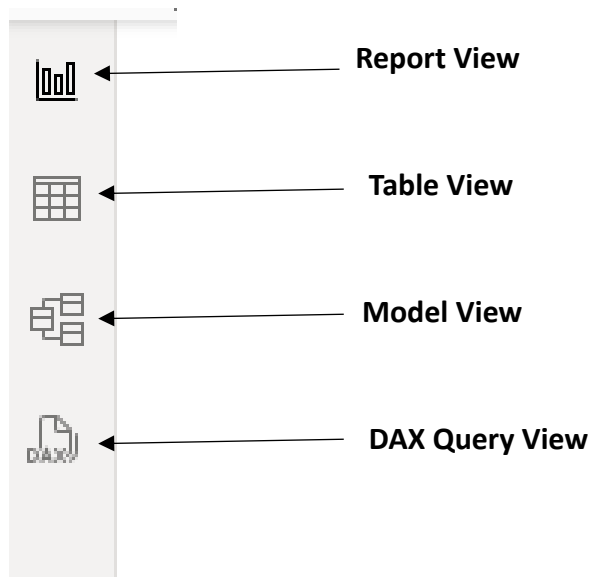 Report View
Table View
Model View
DAX
DAX Query View